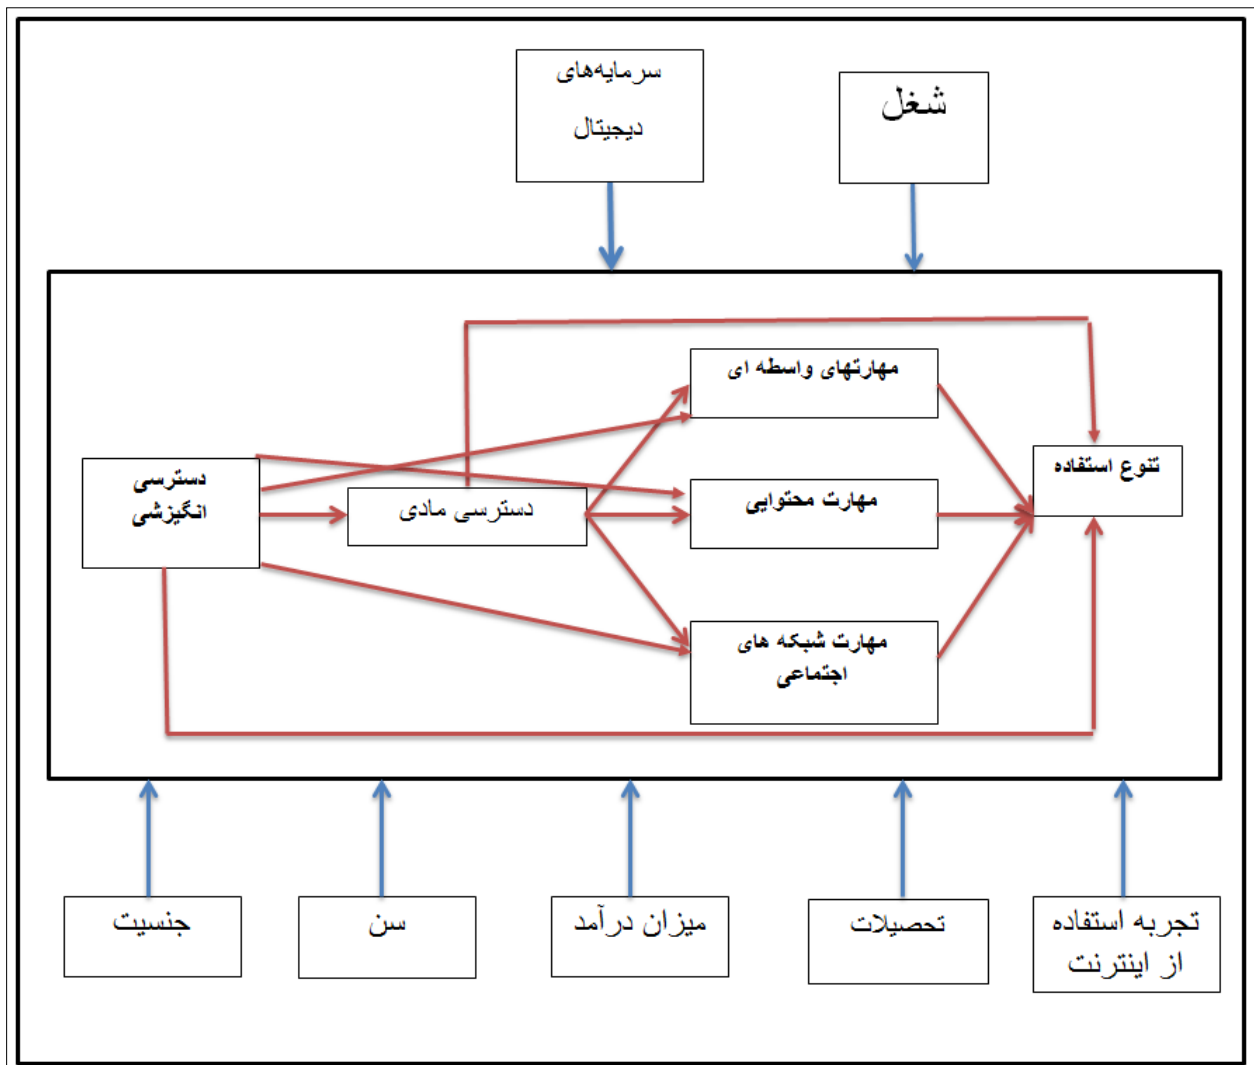 شغل
سرمایه‌های
دیجیتال
مهارتهای واسطه ای
تنوع استفاده
دسترسی
انگیزشی
دسترسی مادی
مهارت محتوایی
مهارت شبکه های
اجتماعی
تجربه استفاده
از اینترنت
تحصیلات
میزان درآمد
سن
جنسیت